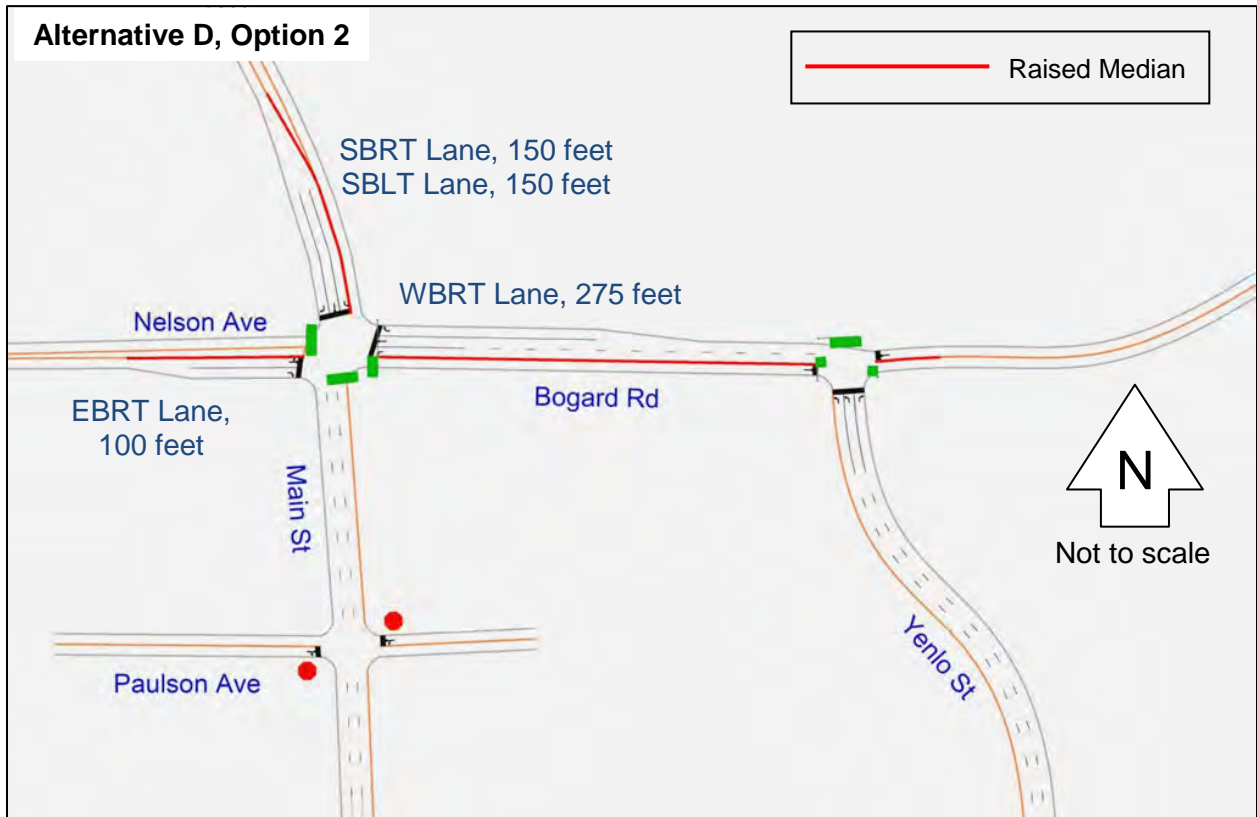 Alternative D, Option 2
Raised Median
SBRT Lane, 150 feet
SBLT Lane, 150 feet
WBRT Lane, 275 feet
Nelson Ave
EBRT Lane,
100 feet
Bogard Rd
Main St
N
Not to scale
Yenlo St
Paulson Ave